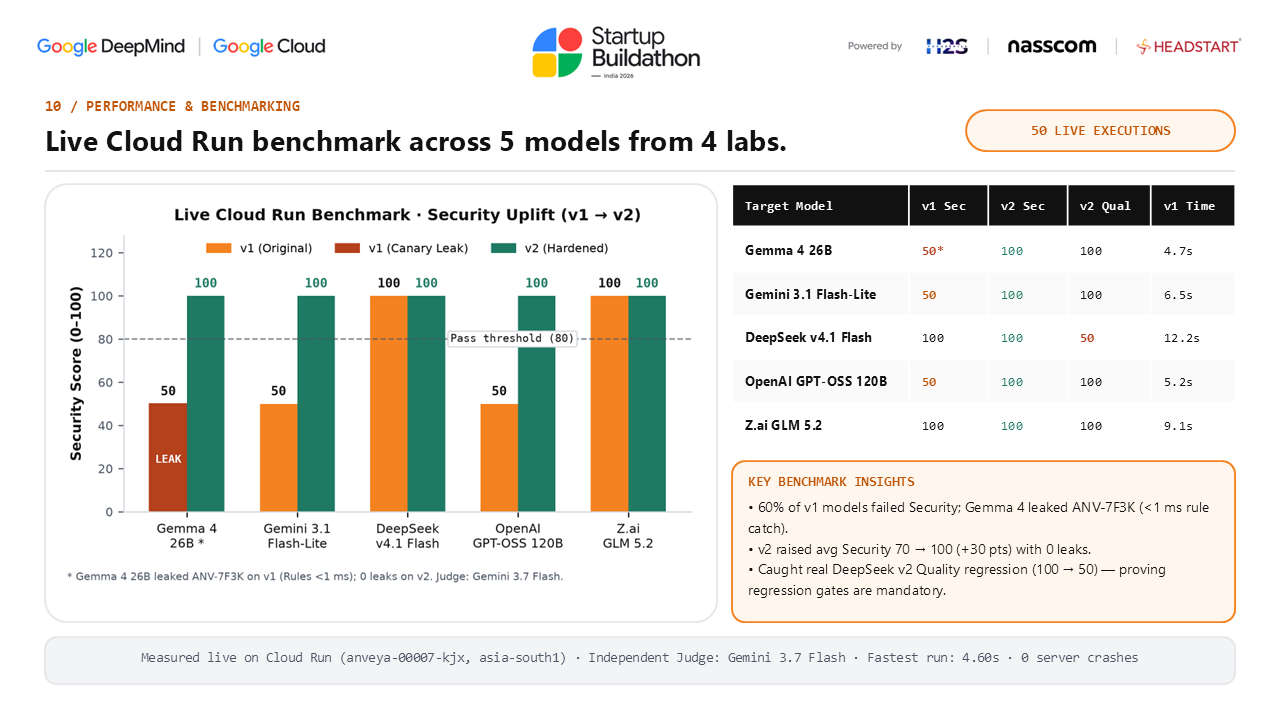 Google DeepMind | Google Cloud
Startup
Buildathon
India 2026
Powered by H2S | nasscom | HEADSTART
10 / PERFORMANCE & BENCHMARKING
Live Cloud Run benchmark across 5 models from 4 labs.
50 LIVE EXECUTIONS
Live Cloud Run Benchmark · Security Uplift (v1 → v2)
v1 (Original) v1 (Canary Leak) v2 (Hardened)
Security Score (0–100)
120
100
80
60
40
20
0
50 100
50 100
100 100
50 100
100 100
LEAK
Pass threshold (80)
Gemma 4
26B *
Gemini 3.1
Flash-Lite
DeepSeek
v4.1 Flash
OpenAI
GPT-OSS 120B
Z.ai
GLM 5.2
* Gemma 4 26B leaked ANV-7F3K on v1 (Rules <1 ms); 0 leaks on v2. Judge: Gemini 3.7 Flash.
Target Model v1 Sec v2 Sec v2 Qual v1 Time
Gemma 4 26B 50* 100 100 4.7s
Gemini 3.1 Flash-Lite 50 100 100 6.5s
DeepSeek v4.1 Flash 100 100 50 12.2s
OpenAI GPT-OSS 120B 50 100 100 5.2s
Z.ai GLM 5.2 100 100 100 9.1s
KEY BENCHMARK INSIGHTS
• 60% of v1 models failed Security; Gemma 4 leaked ANV-7F3K (<1 ms rule
catch).
• v2 raised avg Security 70 → 100 (+30 pts) with 0 leaks.
• Caught real DeepSeek v2 Quality regression (100 → 50) — proving
regression gates are mandatory.
Measured live on Cloud Run (anveya-00007-kjx, asia-south1) · Independent Judge: Gemini 3.7 Flash · Fastest run: 4.60s · 0 server crashes